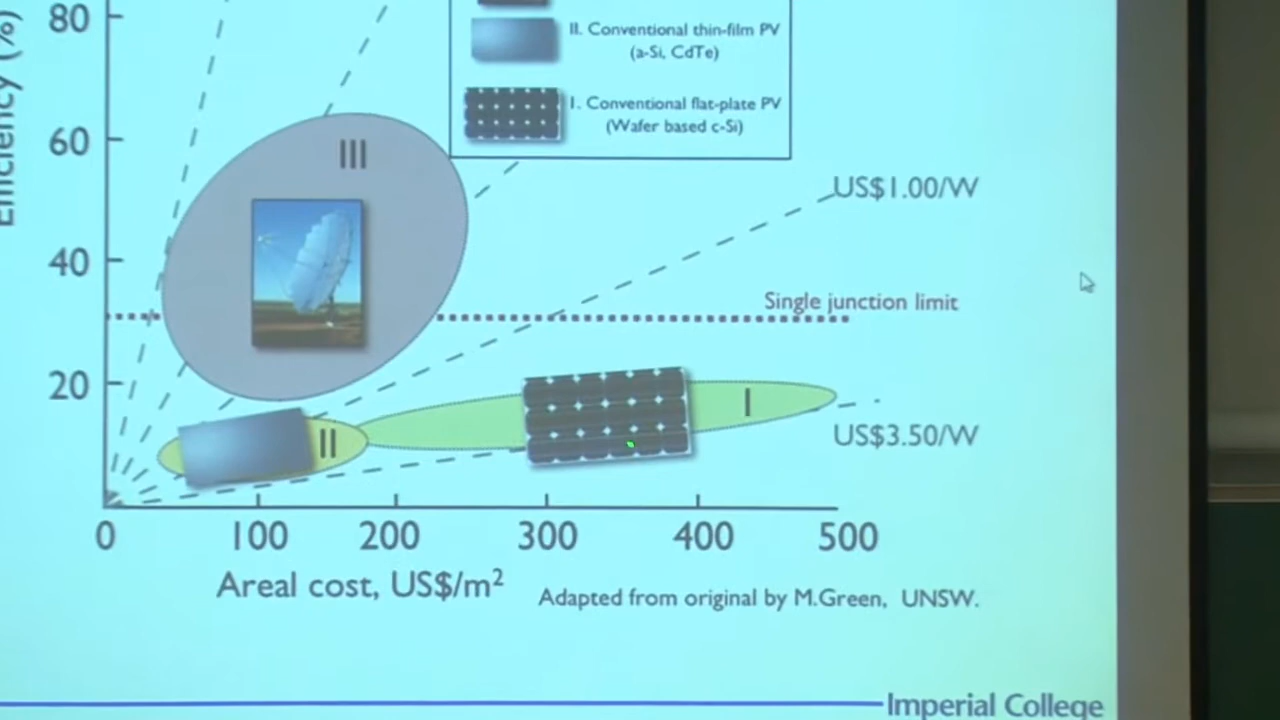 Efficiency (%)
80
60
40
20
II. Conventional thin-film PV
(a-Si, CdTe)
I. Conventional flat-plate PV
(Wafer based c-Si)
III
US$1.00/W
Single junction limit
I
II
US$3.50/W
0 100 200 300 400 500
Areal cost, US$/m²
Adapted from original by M.Green, UNSW.
Imperial College